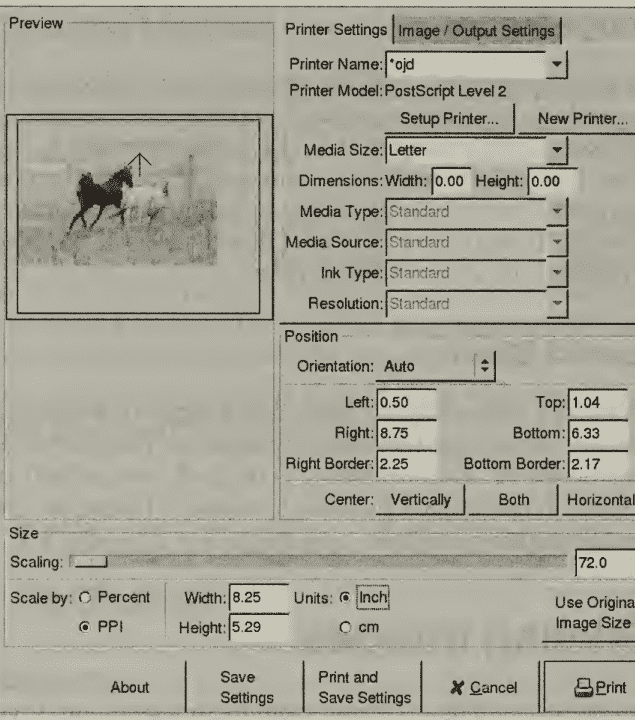 Preview
Printer Settings Image / Output Settings
Printer Name: *ojd
Printer Model: PostScript Level 2
Setup Printer... New Printer...
Media Size: Letter
Dimensions: Width: 0.00 Height: 0.00
Media Type: Standard
Media Source: Standard
Ink Type: Standard
Resolution: Standard
Position
Orientation: Auto
Left: 0.50 Top: 1.04
Right: 8.75 Bottom: 6.33
Right Border: 2.25 Bottom Border: 2.17
Center: Vertically Both Horizontal
Size
Scaling: 72.0
Scale by: Percent Width: 8.25 Units: Inch
PPI Height: 5.29 cm
Use Origina
Image Size
About Save Settings Print and Save Settings Cancel Print